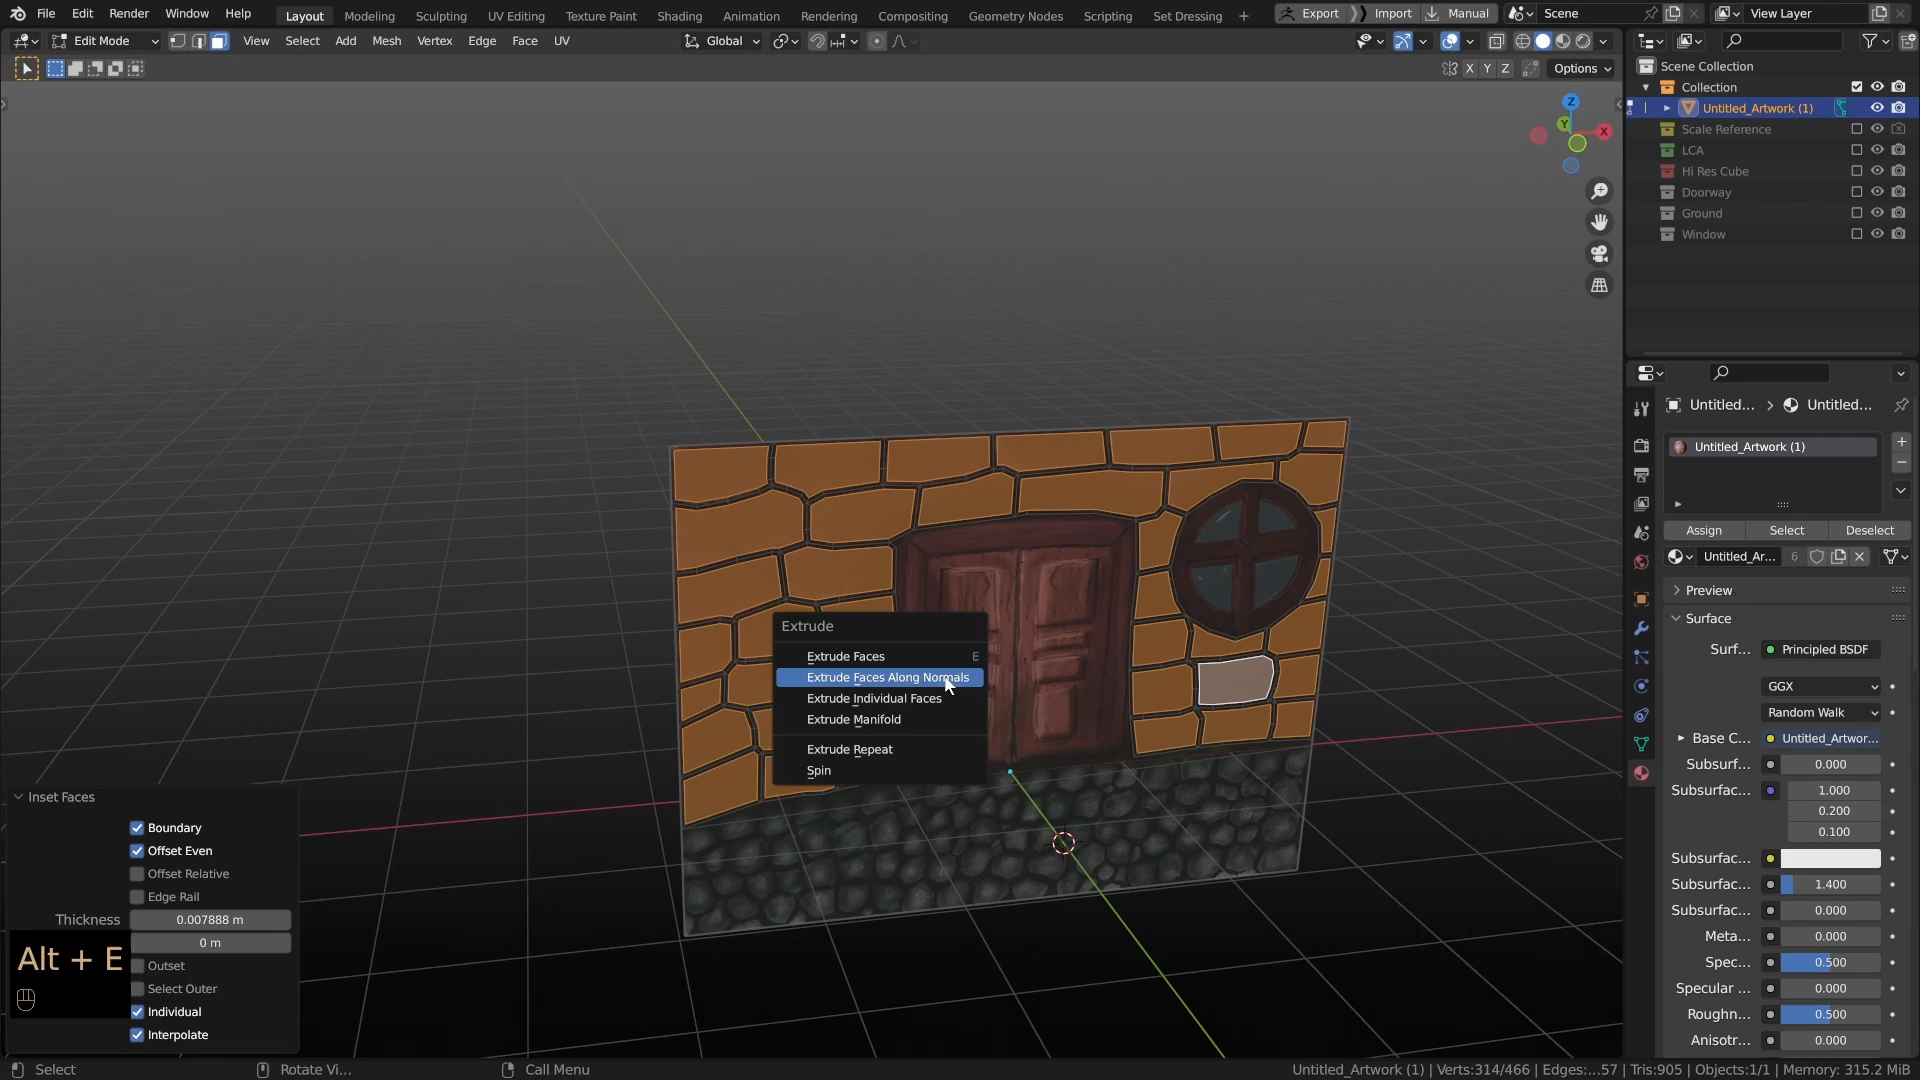 File Edit Render Window Help Layout Modeling Sculpting UV Editing Texture Paint Shading Animation Rendering Compositing Geometry Nodes Scripting Set Dressing + Export Import Manual Scene View Layer
Edit Mode View Select Add Mesh Vertex Edge Face UV Global
X Y Z Options
Scene Collection
Collection
Untitled_Artwork (1)
Scale Reference
LCA
Hi Res Cube
Doorway
Ground
Window
Z
Y
X
Untitled... > Untitled...
Untitled_Artwork (1)
Assign Select Deselect
Untitled_Ar... 6
Preview
Surface
Surf... Principled BSDF
GGX
Random Walk
Base C... Untitled_Artwor...
Subsurf... 0.000
Subsurfac... 1.000
0.200
0.100
Subsurfac...
Subsurfac... 1.400
Subsurfac... 0.000
Meta... 0.000
Spec... 0.500
Specular ... 0.000
Roughn... 0.500
Anisotr... 0.000
Extrude
Extrude Faces E
Extrude Faces Along Normals
Extrude Individual Faces
Extrude Manifold
Extrude Repeat
Spin
Inset Faces
Boundary
Offset Even
Offset Relative
Edge Rail
Thickness 0.007888 m
0 m
Outset
Select Outer
Individual
Interpolate
Alt + E
Select Rotate Vi... Call Menu Untitled_Artwork (1) | Verts:314/466 | Edges:...57 | Tris:905 | Objects:1/1 | Memory: 315.2 MiB